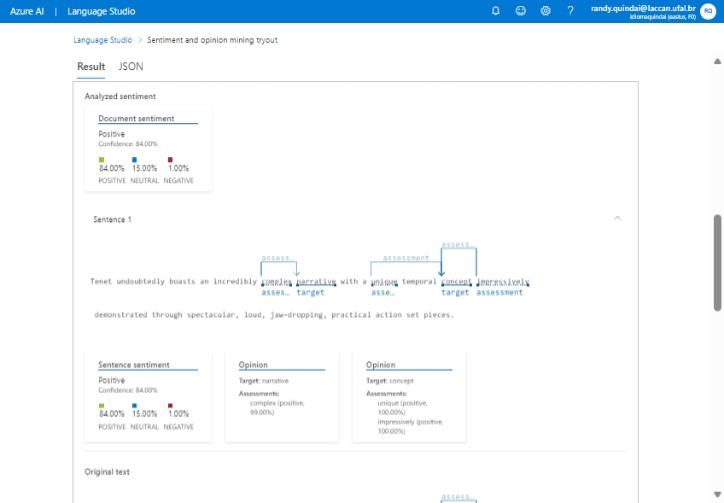 Azure AI | Language Studio
?
randy.quindai@laccan.ufal.br
idiomaquindai (eastus, F0)
RQ
Language Studio > Sentiment and opinion mining tryout
Result JSON
Analyzed sentiment
Document sentiment
Positive
Confidence: 84.00%
84.00% 15.00% 1.00%
POSITIVE NEUTRAL NEGATIVE
Sentence 1
assess…
assess… assessment
Tenet undoubtedly boasts an incredibly complex narrative with a unique temporal concept impressively
asses… target asse… target assessment
demonstrated through spectacular, loud, jaw-dropping, practical action set pieces.
Sentence sentiment
Positive
Confidence: 84.00%
84.00% 15.00% 1.00%
POSITIVE NEUTRAL NEGATIVE
Opinion
Target: narrative
Assessments:
complex (positive,
99.00%)
Opinion
Target: concept
Assessments:
unique (positive,
100.00%)
impressively (positive,
100.00%)
Original text
assess…